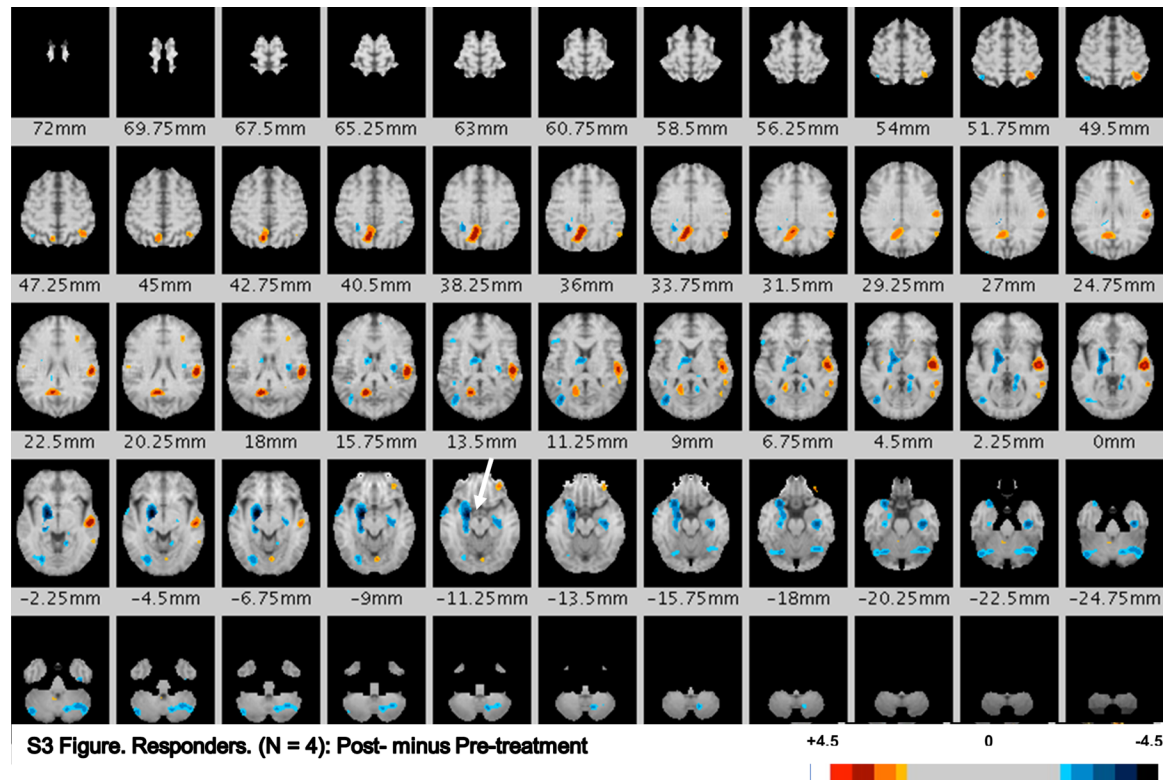 72mm 69.75mm 67.5mm 65.25mm 63mm 60.75mm 58.5mm 56.25mm 54mm 51.75mm 49.5mm
47.25mm 45mm 42.75mm 40.5mm 38.25mm 36mm 33.75mm 31.5mm 29.25mm 27mm 24.75mm
22.5mm 20.25mm 18mm 15.75mm 13.5mm 11.25mm 9mm 6.75mm 4.5mm 2.25mm 0mm
-2.25mm -4.5mm -6.75mm -9mm -11.25mm -13.5mm -15.75mm -18mm -20.25mm -22.5mm -24.75mm
S3 Figure. Responders. (N = 4): Post- minus Pre-treatment
+4.5 0 -4.5